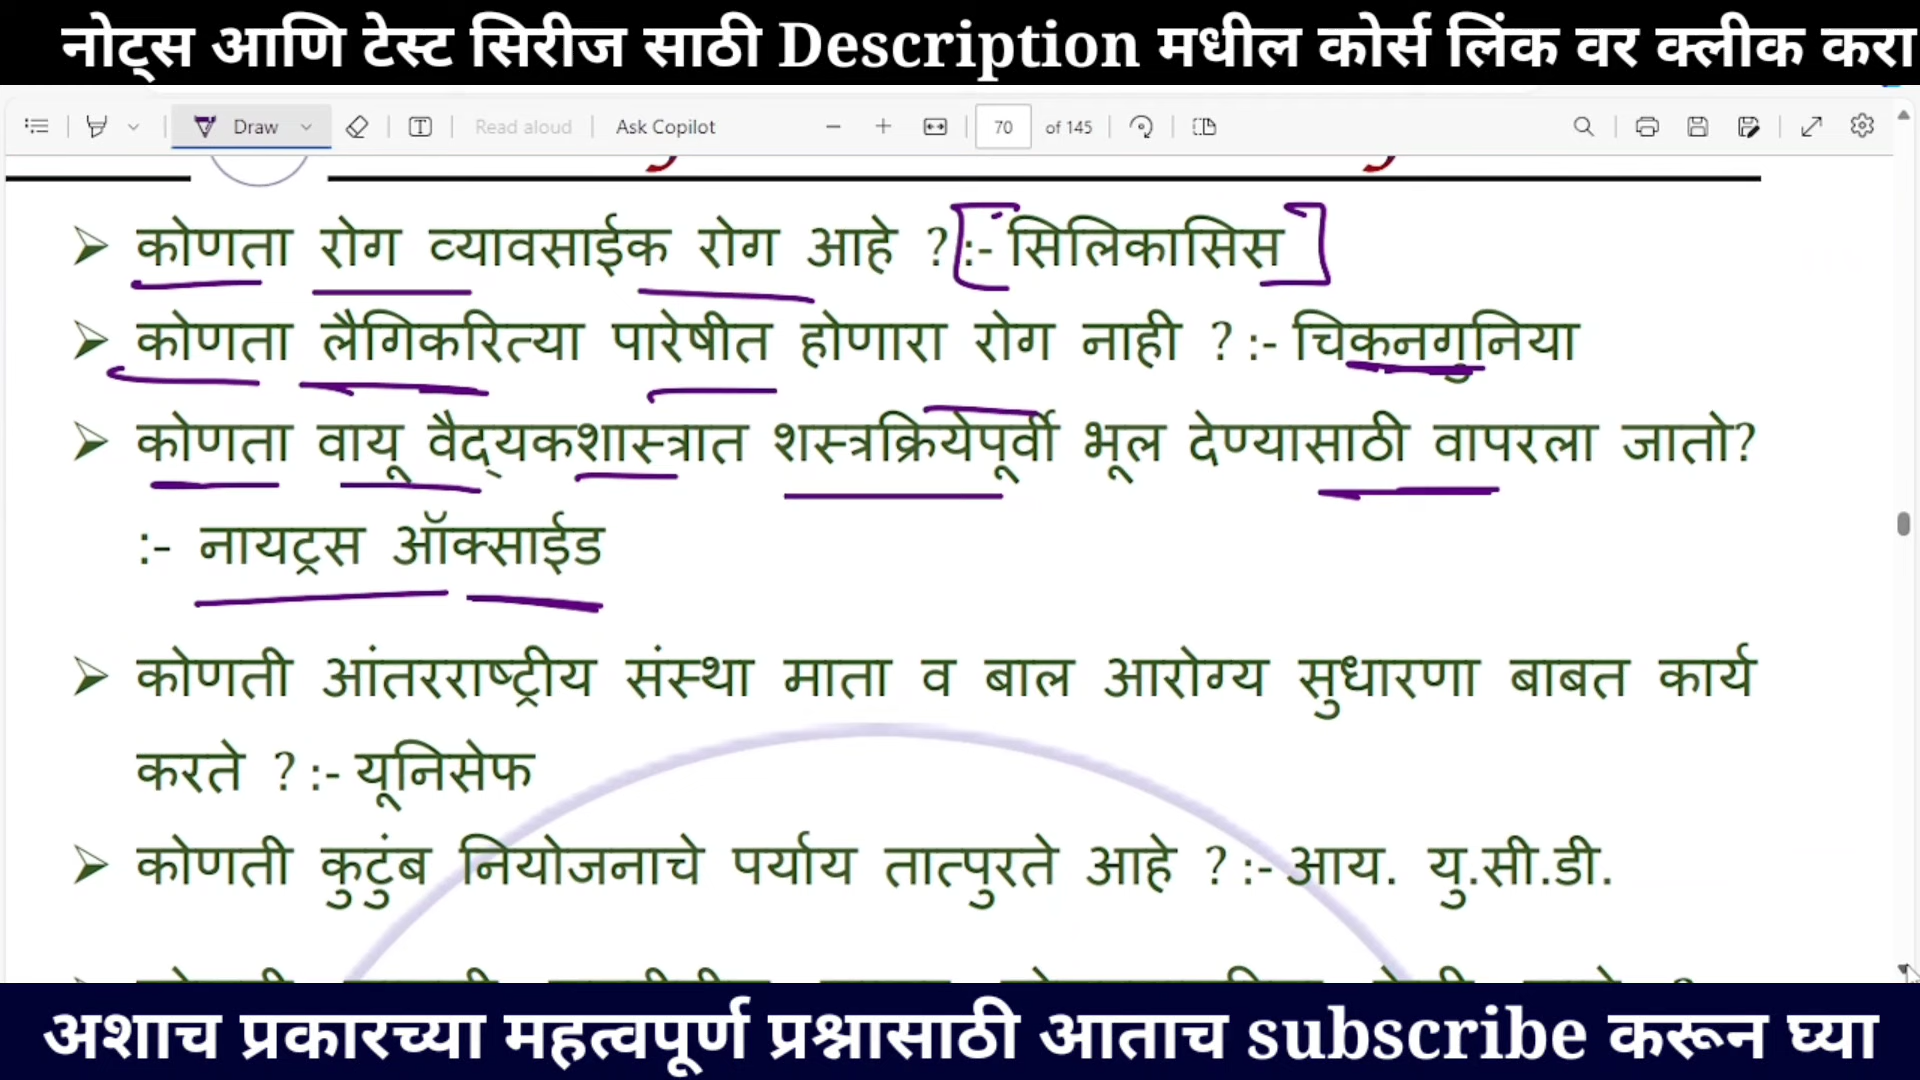 नोट्स आणि टेस्ट सिरीज साठी Description मधील कोर्स लिंक वर क्लीक करा
Draw Read aloud Ask Copilot 70 of 145
कोणता रोग व्यावसाईक रोग आहे ? :- सिलिकासिस
कोणता लैगिकरित्या पारेषीत होणारा रोग नाही ? :- चिकनगुनिया
कोणता वायू वैद्यकशास्त्रात शस्त्रक्रियेपूर्वी भूल देण्यासाठी वापरला जातो?
:- नायट्रस ऑक्साईड
कोणती आंतरराष्ट्रीय संस्था माता व बाल आरोग्य सुधारणा बाबत कार्य
करते ? :- यूनिसेफ
कोणती कुटुंब नियोजनाचे पर्याय तात्पुरते आहे ? :- आय. यु.सी.डी.
अशाच प्रकारच्या महत्वपूर्ण प्रश्नासाठी आताच subscribe करून घ्या